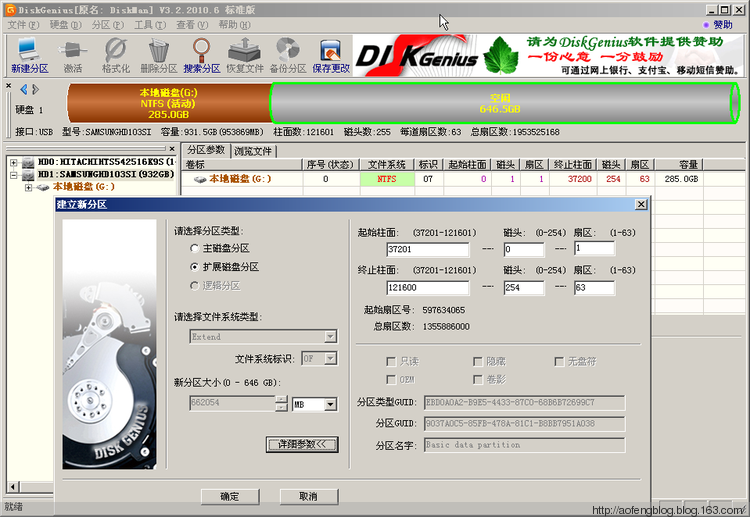 DiskGenius[原名: DiskMan] V3.2.2010.6 标准版
文件(F) 硬盘(D) 分区(P) 工具(T) 查看(V) 帮助(H) 赞助
新建分区 激活 格式化 删除分区 搜索分区 恢复文件 备份分区 保存更改
DISKGenius
请为DiskGenius软件提供赞助
一份心意 一分鼓励
可通过网上银行、支付宝、移动短信赞助。
硬盘 1
本地磁盘(G:)
NTFS (活动)
285.0GB
空闲
646.5GB
接口:USB 型号:SAMSUNGHD103SI 容量:931.5GB(953869MB) 柱面数:121601 磁头数:255 每道扇区数:63 总扇区数:1953525168
HD0:HITACHIHTS542516K9S(1
HD1:SAMSUNGHD103SI(932GB)
本地磁盘(G:)
分区参数 浏览文件
卷标 序号(状态) 文件系统 标识 起始柱面 磁头 扇区 终止柱面 磁头 扇区 容量
本地磁盘(G:) 0 NTFS 07 0 1 1 37200 254 63 285.0GB
建立新分区
请选择分区类型:
主磁盘分区
扩展磁盘分区
逻辑分区
请选择文件系统类型:
Extend
文件系统标识: 0F
新分区大小(0 - 646 GB):
662054 MB
详细参数<<
DISK GENIUS
起始柱面: (37201-121601) 磁头: (0-254) 扇区: (1-63)
37201 0 1
终止柱面: (37201-121601) 磁头: (0-254) 扇区: (1-63)
121600 254 63
起始扇区号: 597634065
总扇区数: 1355886000
只读 隐藏 无盘符
OEM 卷影
分区类型GUID: EBD0A0A2-B9E5-4433-87C0-68B6B72699C7
分区GUID: 9037A0C5-85FB-478A-81C1-B8BB7951A038
分区名字: Basic data partition
确定 取消
就绪
http://aofengblog.blog.163.com/